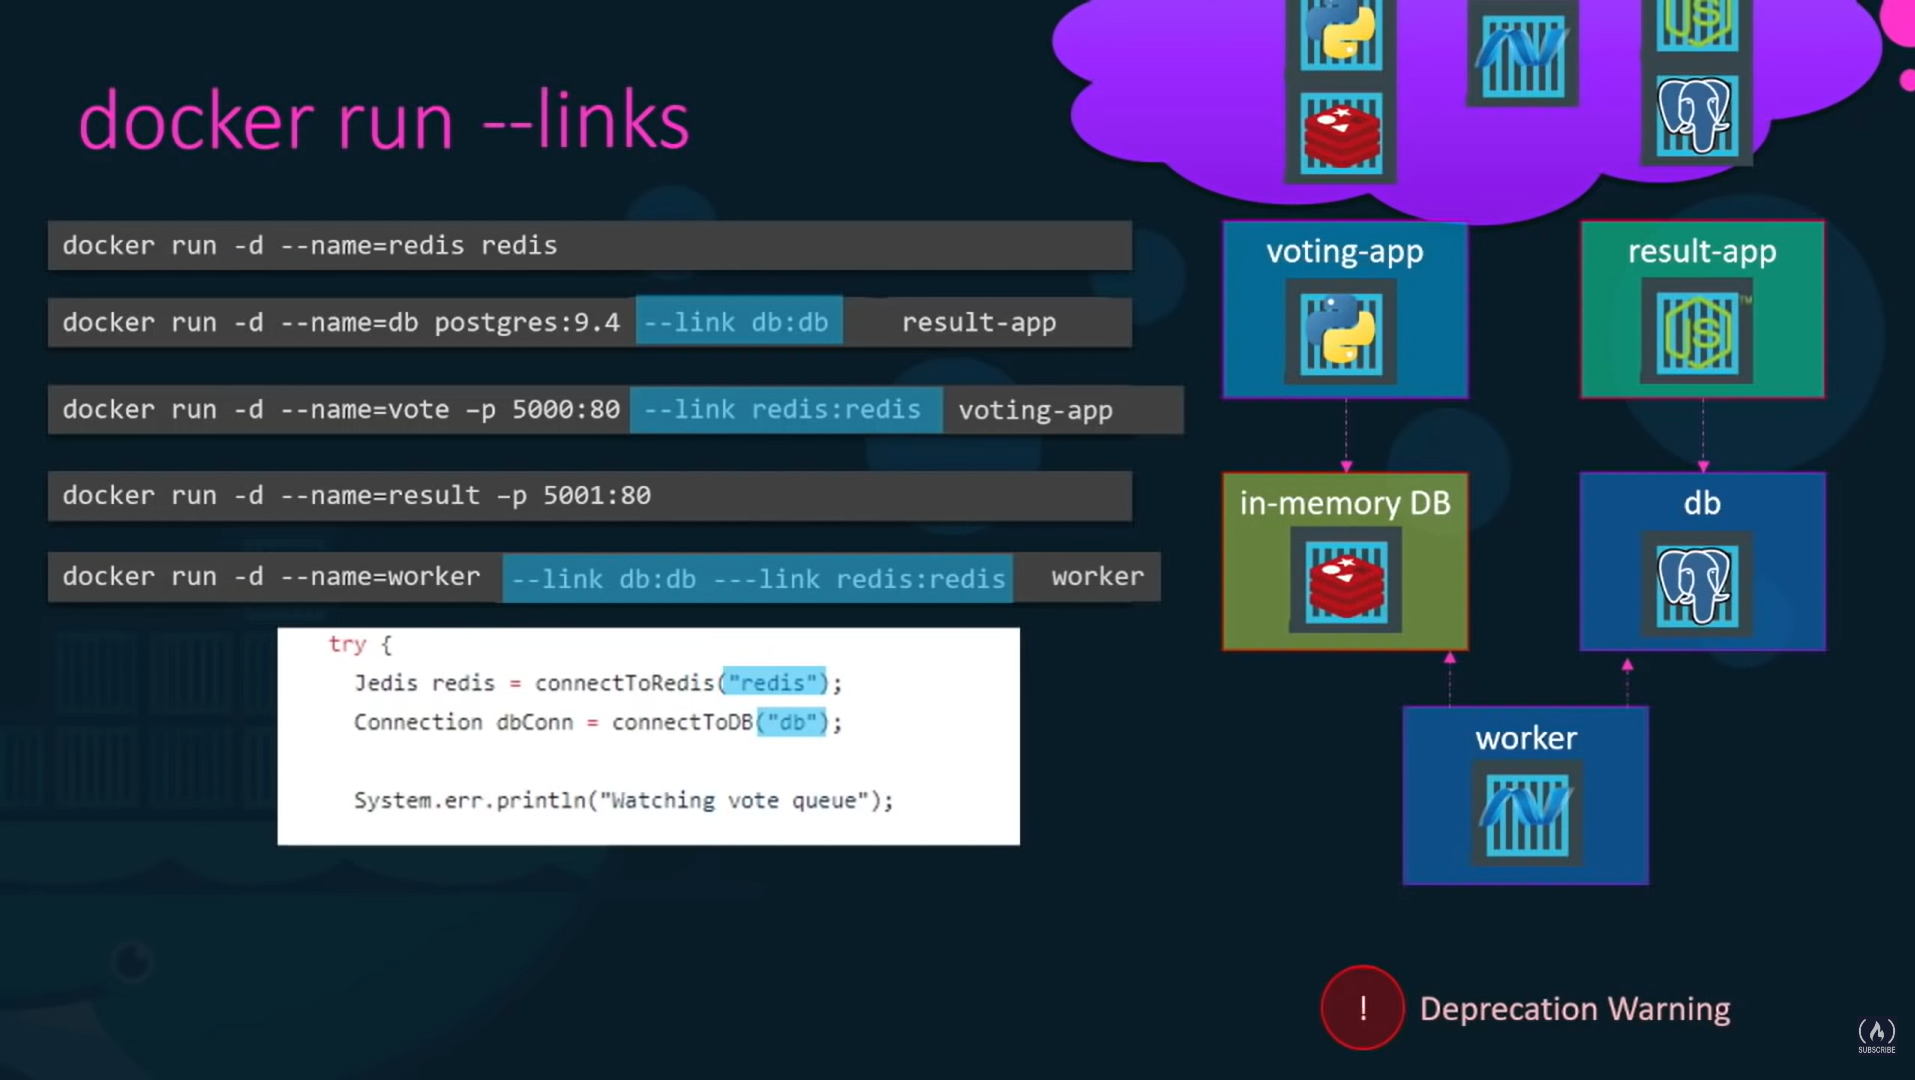 docker run --links
docker run -d --name=redis redis
docker run -d --name=db postgres:9.4 --link db:db result-app
docker run -d --name=vote –p 5000:80 --link redis:redis voting-app
docker run -d --name=result –p 5001:80
docker run -d --name=worker --link db:db ---link redis:redis worker
try {
Jedis redis = connectToRedis("redis");
Connection dbConn = connectToDB("db");
System.err.println("Watching vote queue");
voting-app
result-app
JS
JS
TM
in-memory DB
db
worker
! Deprecation Warning
SUBSCRIBE